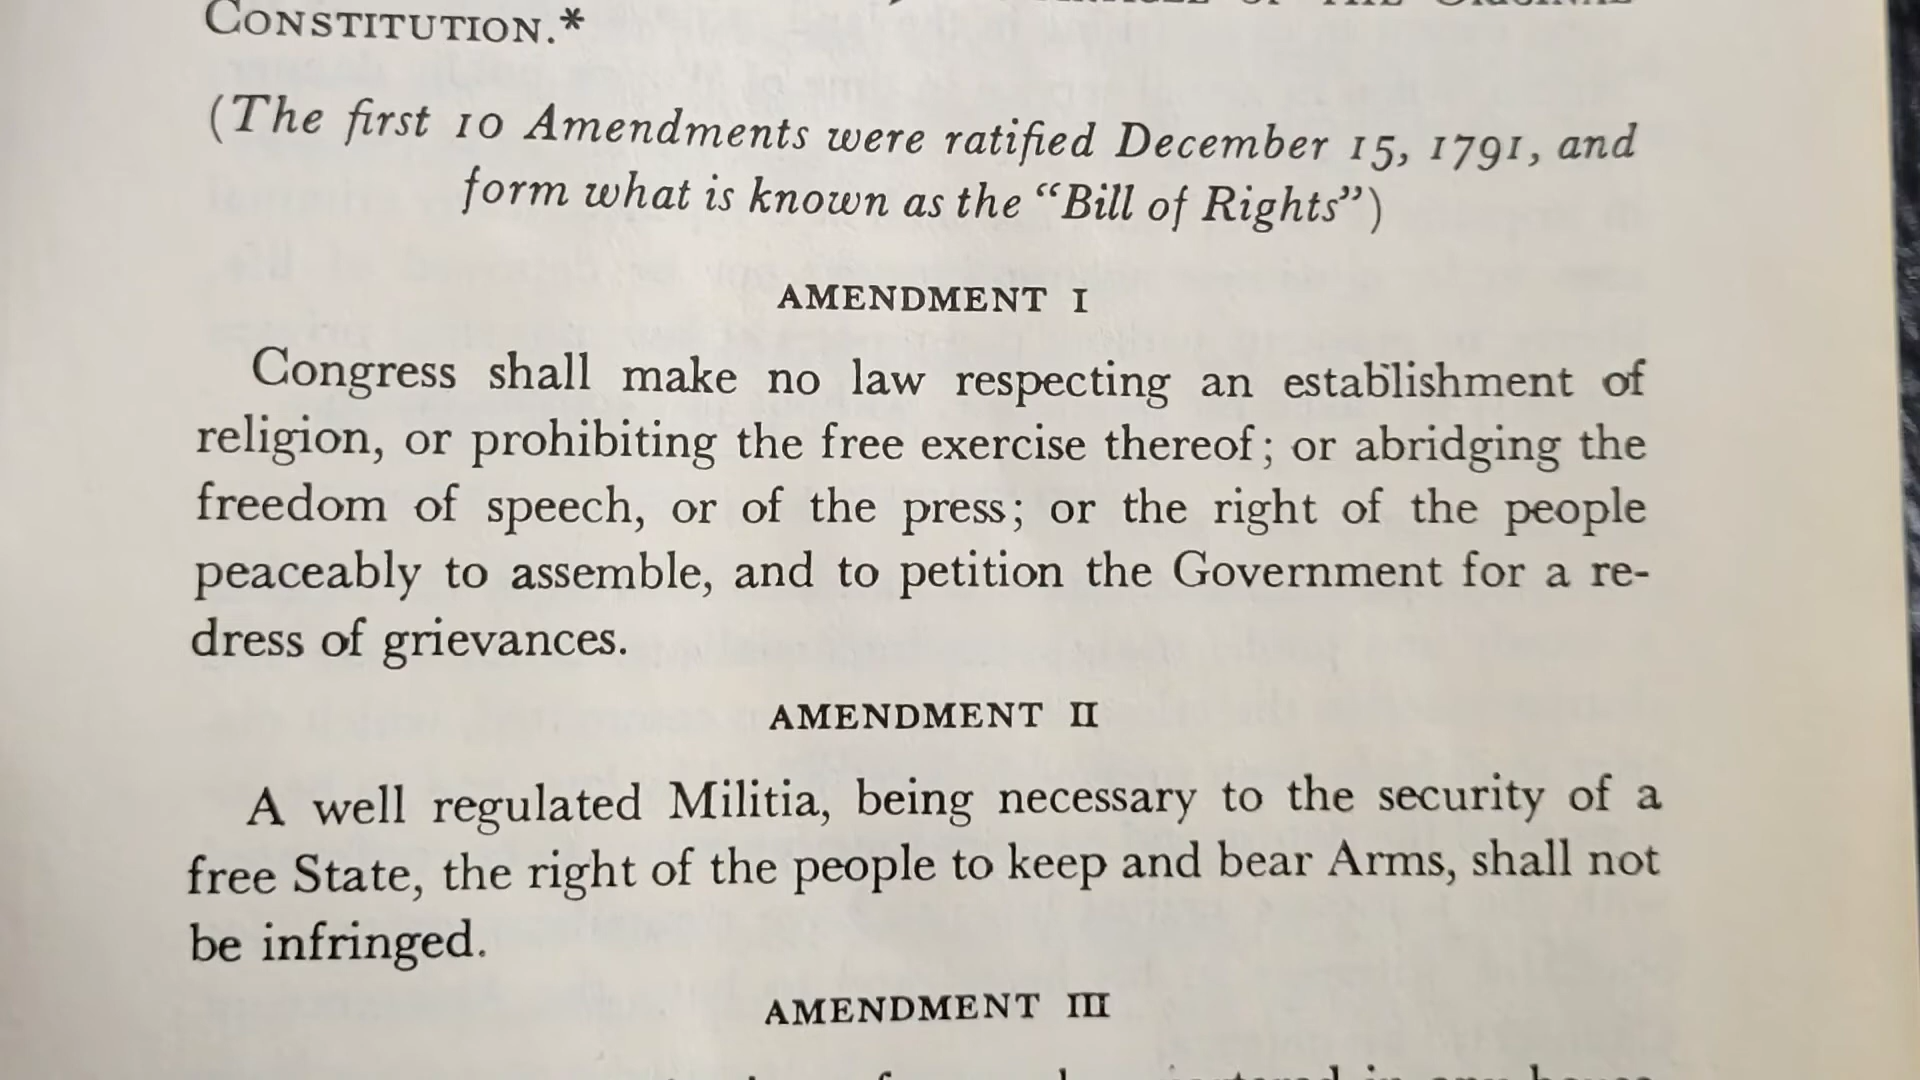 ORIGINAL
CONSTITUTION.*
(The first 10 Amendments were ratified December 15, 1791, and
form what is known as the “Bill of Rights”)
AMENDMENT I
Congress shall make no law respecting an establishment of
religion, or prohibiting the free exercise thereof; or abridging the
freedom of speech, or of the press; or the right of the people
peaceably to assemble, and to petition the Government for a re-
dress of grievances.
AMENDMENT II
A well regulated Militia, being necessary to the security of a
free State, the right of the people to keep and bear Arms, shall not
be infringed.
AMENDMENT III